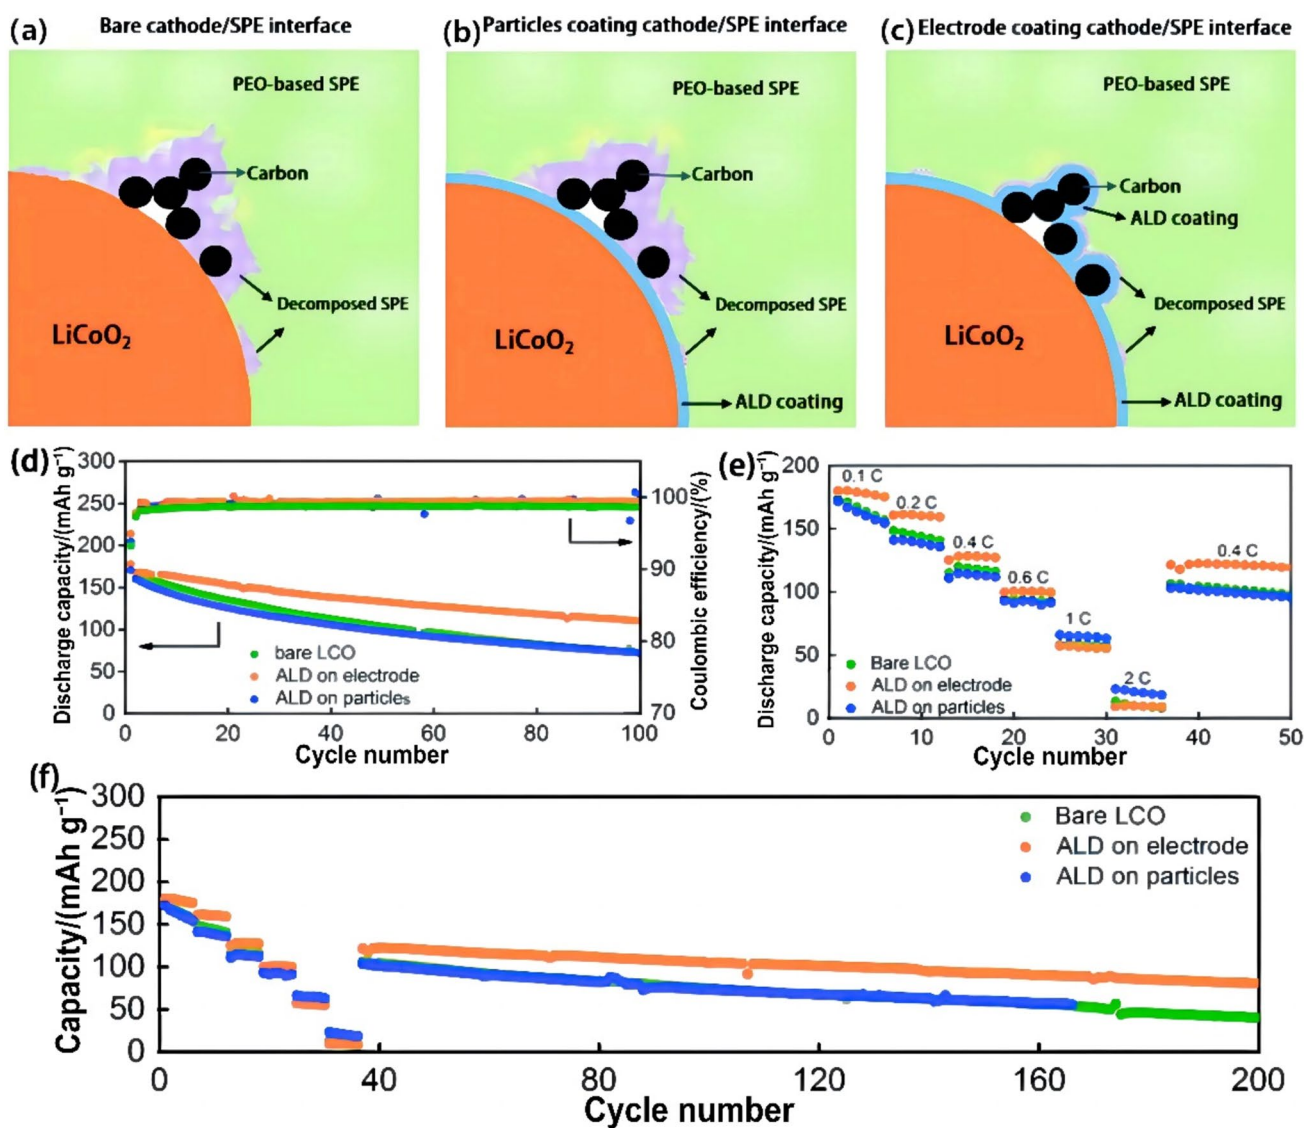 (a) Bare cathode/SPE interface
PEO-based SPE
Carbon
Decomposed SPE
LiCoO₂
(b) Particles coating cathode/SPE interface
PEO-based SPE
Carbon
Decomposed SPE
LiCoO₂
ALD coating
(c) Electrode coating cathode/SPE interface
PEO-based SPE
Carbon
ALD coating
Decomposed SPE
LiCoO₂
ALD coating
(d)
Discharge capacity/(mAh g⁻¹)
300
250
200
150
100
50
0
100
90
80
70
Coulombic efficiency/(%)
bare LCO
ALD on electrode
ALD on particles
0 20 40 60 80 100
Cycle number
(e)
Discharge capacity/(mAh g⁻¹)
200
150
100
50
0
0.1 C
0.2 C
0.4 C
0.6 C
1 C
2 C
0.4 C
Bare LCO
ALD on electrode
ALD on particles
0 10 20 30 40 50
Cycle number
(f)
Capacity/(mAh g⁻¹)
300
250
200
150
100
50
0
Bare LCO
ALD on electrode
ALD on particles
0 40 80 120 160 200
Cycle number